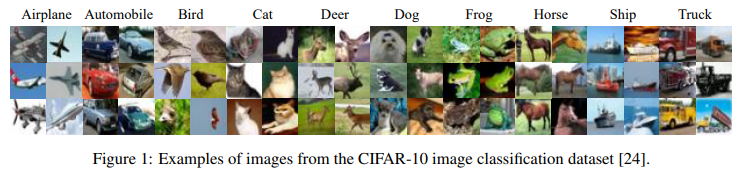 Airplane Automobile Bird Cat Deer Dog Frog Horse Ship Truck
Figure 1: Examples of images from the CIFAR-10 image classification dataset [24].